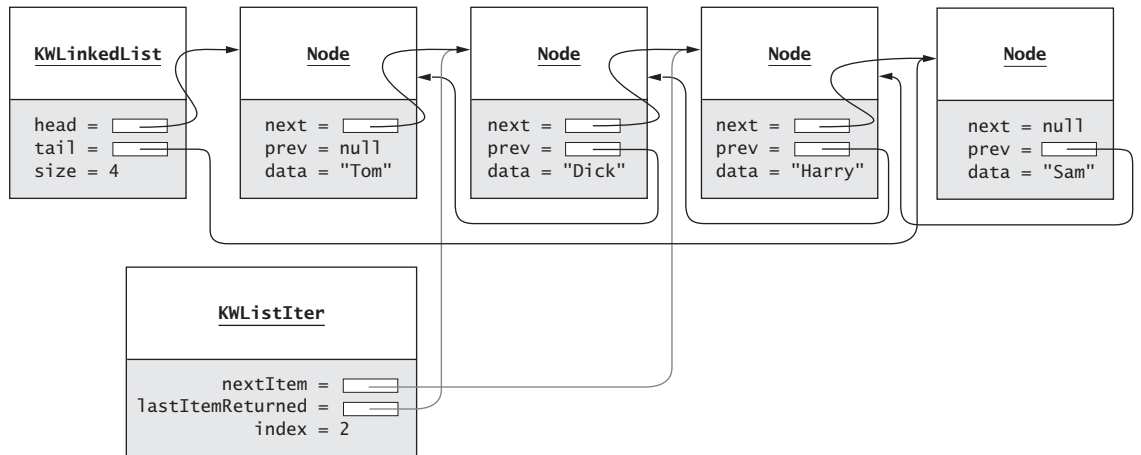 KWLinkedList
head =
tail =
size = 4
Node
next =
prev = null
data = "Tom"
Node
next =
prev =
data = "Dick"
Node
next =
prev =
data = "Harry"
Node
next = null
prev =
data = "Sam"
KWListIter
nextItem =
lastItemReturned =
index = 2